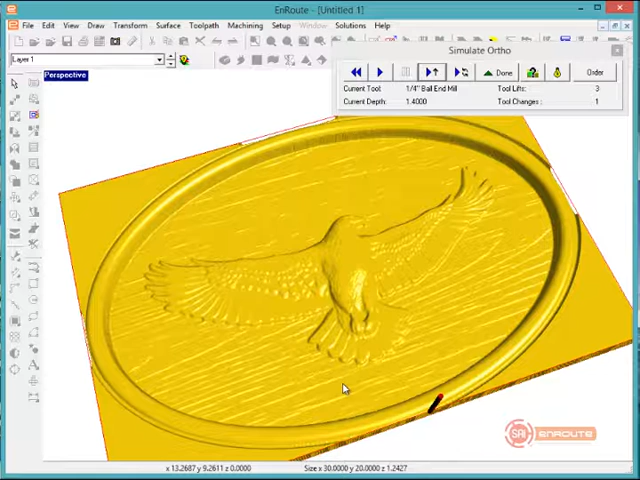 EnRoute - [Untitled 1]
File Edit View Draw Transform Surface Toolpath Machining Setup Window Solutions Help
Layer 1
Perspective
Simulate Ortho
Done
Order
Current Tool: 1/4" Ball End Mill Tool Lifts: 3
Current Depth: 1.4000 Tool Changes : 1
SAi ENROUTE
x 13.2687 y 9.2611 z 0.0000 Size x 30.0000 y 20.0000 z 1.2427